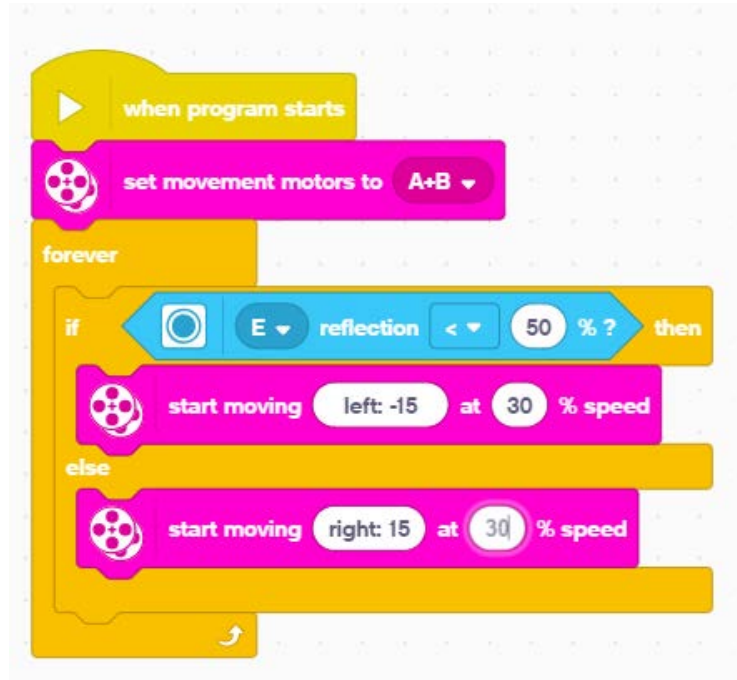 when program starts
set movement motors to A+B
forever
if E reflection < 50 % ? then
start moving left: -15 at 30 % speed
else
start moving right: 15 at 30 % speed